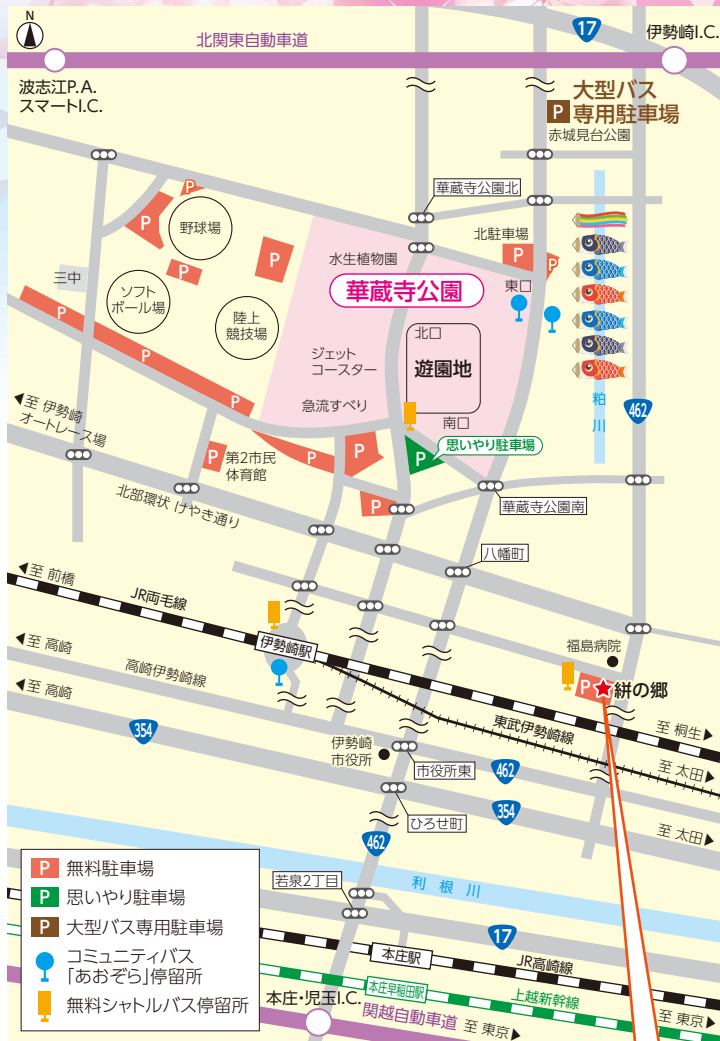 N
北関東自動車道
17
伊勢崎I.C.
波志江P.A.
スマートI.C.
P
大型バス
専用駐車場
赤城見台公園
華蔵寺公園北
P
P
野球場
P
P
北駐車場
P
P
水生植物園
華蔵寺公園
東口
三中
ソフト
ボール場
陸上
競技場
P
P
P
ジェット
コースター
北口
遊園地
急流すべり
南口
粕川
462
至 伊勢崎
オートレース場
P
第2市民
体育館
P
P
P
思いやり駐車場
P
華蔵寺公園南
北部環状 けやき通り
八幡町
至 前橋
JR両毛線
伊勢崎駅
福島病院
P
絣の郷
至 高崎
高崎伊勢崎線
至 高崎
東武伊勢崎線
至 桐生
354
伊勢崎
市役所
市役所東
462
至 太田
354
ひろせ町
至 太田
462
利根川
若泉2丁目
17
本庄駅
JR高崎線
本庄早稲田駅
上越新幹線
至 東京
本庄・児玉I.C.
関越自動車道
至 東京
P 無料駐車場
P 思いやり駐車場
P 大型バス専用駐車場
コミュニティバス
「あおぞら」停留所
無料シャトルバス停留所